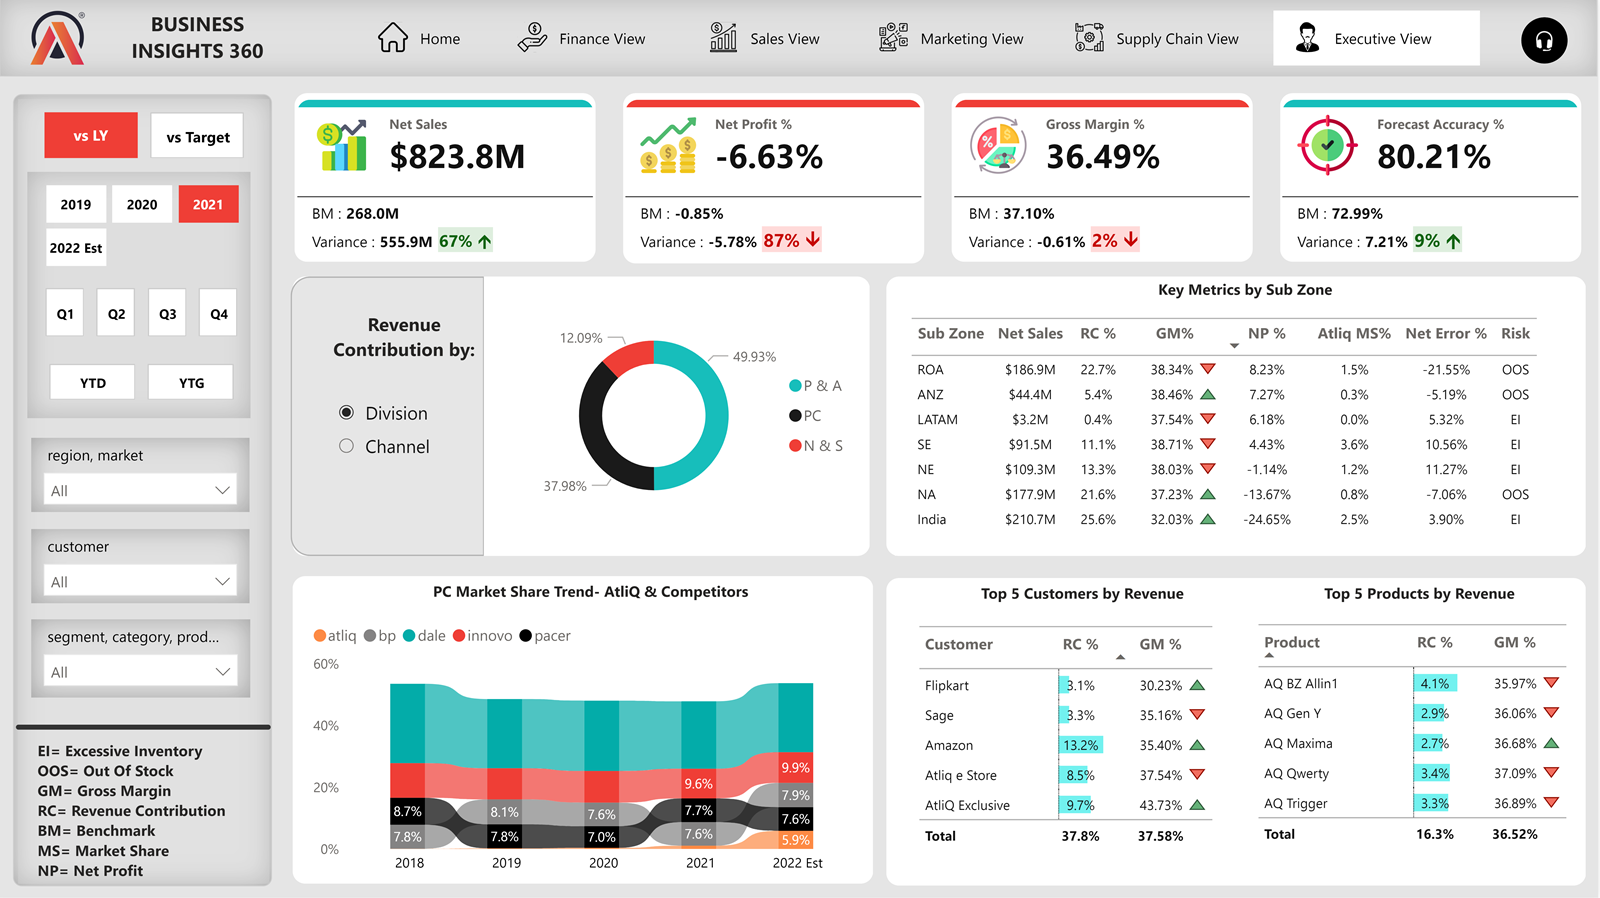 ®
BUSINESS
INSIGHTS 360
Home
Finance View
Sales View
Marketing View
Supply Chain View
Executive View
vs LY
vs Target
2019
2020
2021
2022 Est
Q1
Q2
Q3
Q4
YTD
YTG
region, market
All
customer
All
segment, category, prod...
All
EI= Excessive Inventory
OOS= Out Of Stock
GM= Gross Margin
RC= Revenue Contribution
BM= Benchmark
MS= Market Share
NP= Net Profit
Net Sales
$823.8M
BM : 268.0M
Variance : 555.9M 67%
Net Profit %
-6.63%
BM : -0.85%
Variance : -5.78% 87%
Gross Margin %
36.49%
BM : 37.10%
Variance : -0.61% 2%
Forecast Accuracy %
80.21%
BM : 72.99%
Variance : 7.21% 9%
Revenue
Contribution by:
Division
Channel
12.09%
49.93%
37.98%
P & A
PC
N & S
Key Metrics by Sub Zone
Sub Zone Net Sales RC % GM% NP % Atliq MS% Net Error % Risk
ROA $186.9M 22.7% 38.34% 8.23% 1.5% -21.55% OOS
ANZ $44.4M 5.4% 38.46% 7.27% 0.3% -5.19% OOS
LATAM $3.2M 0.4% 37.54% 6.18% 0.0% 5.32% EI
SE $91.5M 11.1% 38.71% 4.43% 3.6% 10.56% EI
NE $109.3M 13.3% 38.03% -1.14% 1.2% 11.27% EI
NA $177.9M 21.6% 37.23% -13.67% 0.8% -7.06% OOS
India $210.7M 25.6% 32.03% -24.65% 2.5% 3.90% EI
PC Market Share Trend- AtliQ & Competitors
atliq bp dale innovo pacer
60%
40%
20%
0%
8.7%
7.8%
8.1%
7.8%
7.6%
7.0%
9.6%
7.7%
7.6%
9.9%
7.9%
7.6%
5.9%
2018 2019 2020 2021 2022 Est
Top 5 Customers by Revenue
Customer RC % GM %
Flipkart 3.1% 30.23%
Sage 3.3% 35.16%
Amazon 13.2% 35.40%
Atliq e Store 8.5% 37.54%
AtliQ Exclusive 9.7% 43.73%
Total 37.8% 37.58%
Top 5 Products by Revenue
Product RC % GM %
AQ BZ Allin1 4.1% 35.97%
AQ Gen Y 2.9% 36.06%
AQ Maxima 2.7% 36.68%
AQ Qwerty 3.4% 37.09%
AQ Trigger 3.3% 36.89%
Total 16.3% 36.52%